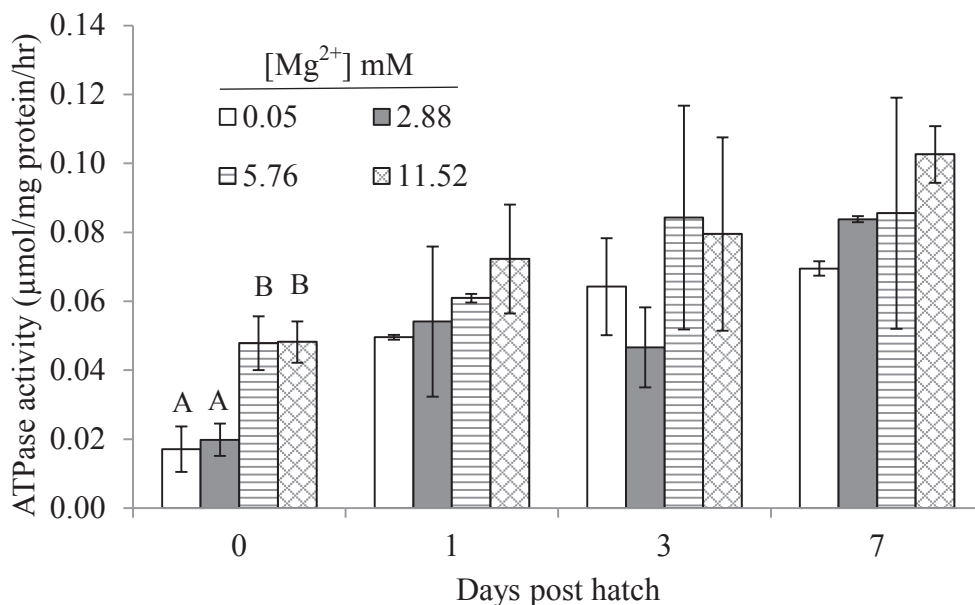 0.14
0.12
0.10
0.08
0.06
0.04
0.02
0.00
ATPase activity (μmol/mg protein/hr)
[Mg²⁺] mM
0.05 2.88
5.76 11.52
A A B B
0 1 3 7
Days post hatch